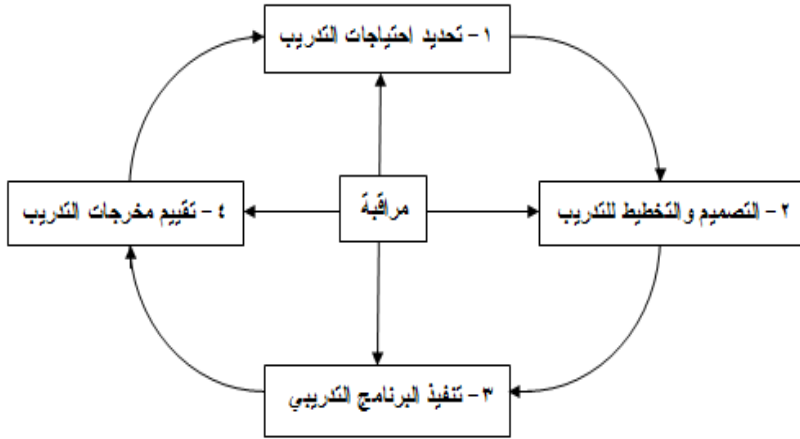 ١- تحديد احتياجات التدريب
٢- التصميم والتخطيط للتدريب
مراقبة
٤- تقييم مخرجات التدريب
٣- تنفيذ البرنامج التدريبي